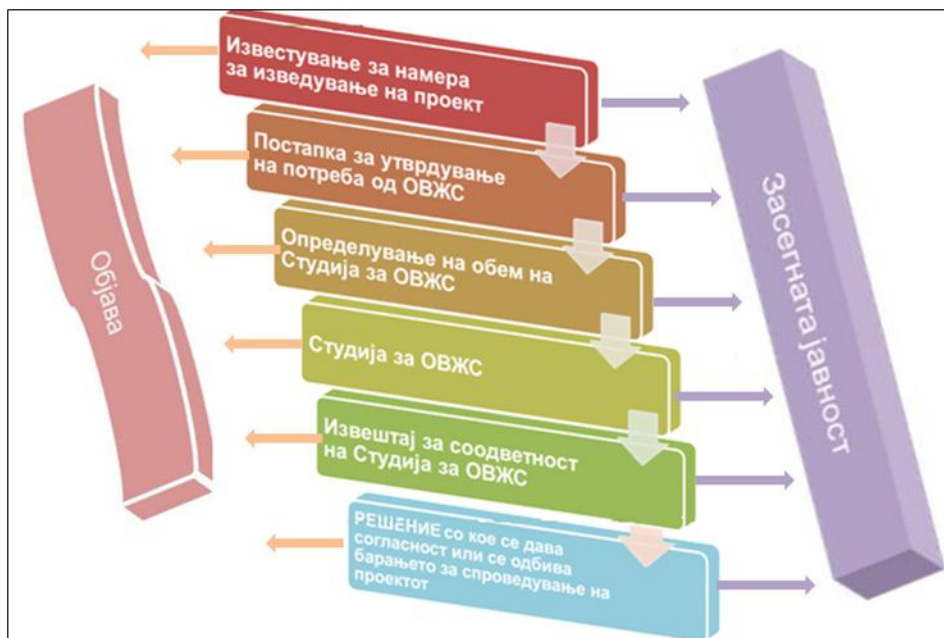 Известување за намера
за изведување на проект
Постапка за утврдување
на потреба од ОВЖС
Определување на обем на
Студија за ОВЖС
Студија за ОВЖС
Извештај за соодветност
на Студија за ОВЖС
РЕШЕНИЕ со кое се дава
согласност или се одбива
барањето за спроведување на
проектот
Објава
Засегната јавност